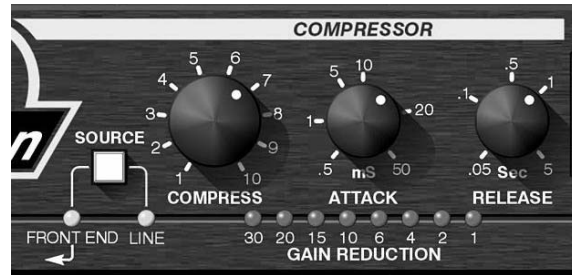 COMPRESSOR
n
5 6
4 7
3 8
2 9
1 10
COMPRESS
10
5 20
1
.5 mS 50
ATTACK
.5
.1 1
.05 Sec 5
RELEASE
SOURCE
FRONT END LINE
30 20 15 10 6 4 2 1
GAIN REDUCTION